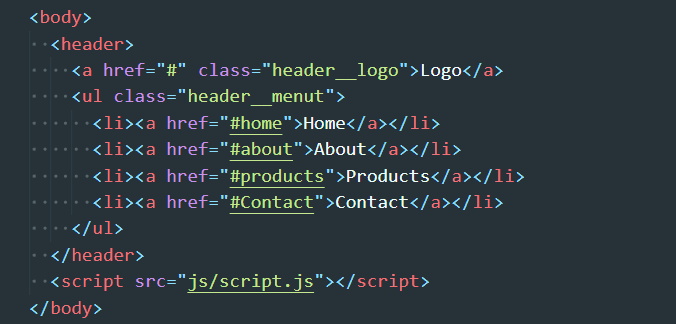 <body>
<header>
<a href="#" class="header__logo">Logo</a>
<ul class="header__menut">
<li><a href="#home">Home</a></li>
<li><a href="#about">About</a></li>
<li><a href="#products">Products</a></li>
<li><a href="#Contact">Contact</a></li>
</ul>
</header>
<script src="js/script.js"></script>
</body>